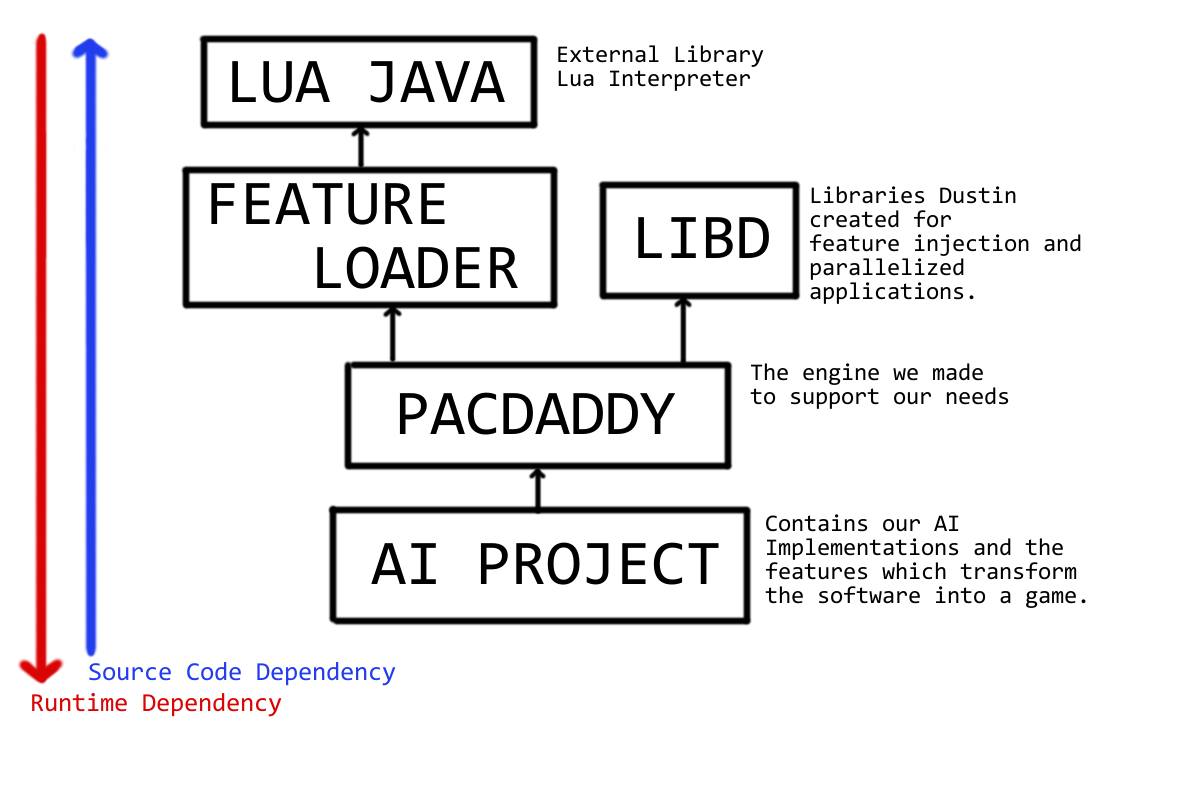 LUA JAVA
External Library
Lua Interpreter
FEATURE
LOADER
LIBD
Libraries Dustin
created for
feature injection and
parallelized
applications.
PACDADDY
The engine we made
to support our needs
AI PROJECT
Contains our AI
Implementations and the
features which transform
the software into a game.
Source Code Dependency
Runtime Dependency